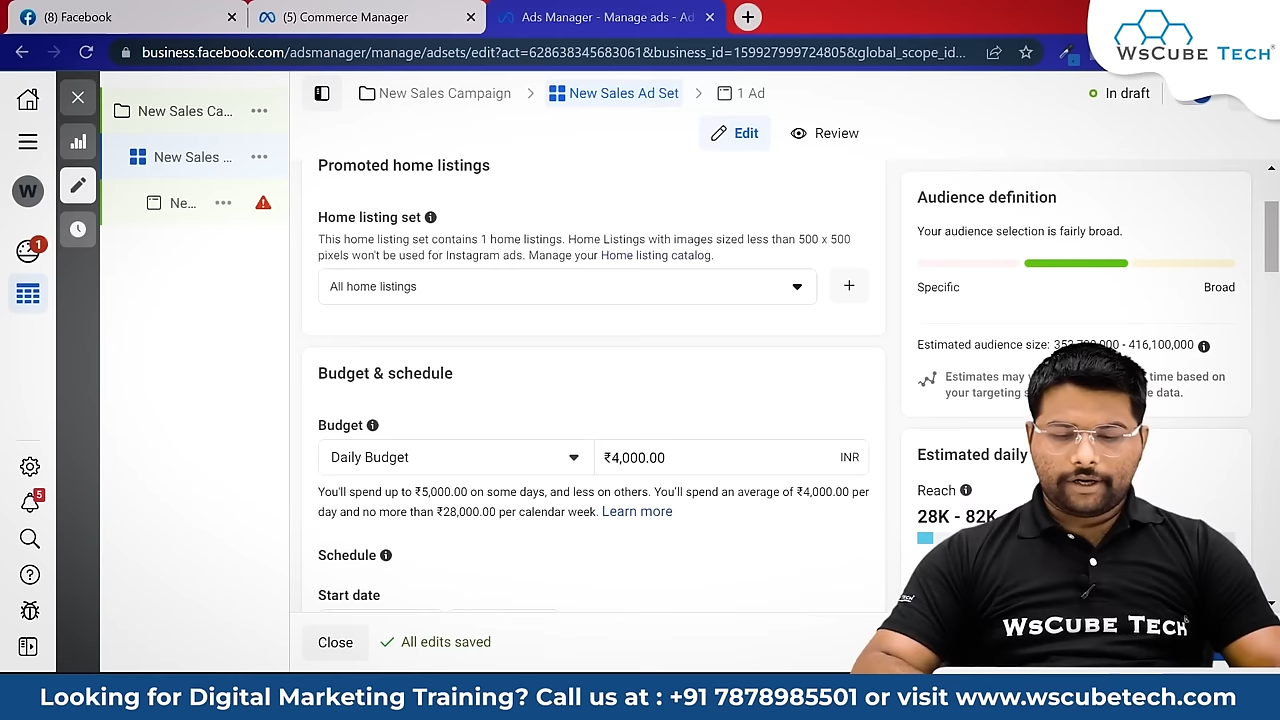 (8) Facebook
(5) Commerce Manager
Ads Manager - Manage ads - Ad
WsCube Tech
business.facebook.com/adsmanager/manage/adsets/edit?act=628638345683061&business_id=159927999724805&global_scope_id...
New Sales Ca...
New Sales Campaign
New Sales Ad Set
1 Ad
In draft
Edit
Review
New Sales ...
W
Ne...
1
Promoted home listings
Home listing set
This home listing set contains 1 home listings. Home Listings with images sized less than 500 x 500
pixels won't be used for Instagram ads. Manage your Home listing catalog.
All home listings
Budget & schedule
Budget
Daily Budget
₹4,000.00
INR
You'll spend up to ₹5,000.00 on some days, and less on others. You'll spend an average of ₹4,000.00 per
day and no more than ₹28,000.00 per calendar week. Learn more
Schedule
Start date
Close
All edits saved
5
Audience definition
Your audience selection is fairly broad.
Specific
Broad
Estimated audience size: - 416,100,000
Estimates may time based on
your targeting e data.
Estimated daily
Reach
28K - 82K
WsCube Tech
Looking for Digital Marketing Training? Call us at : +91 7878985501 or visit www.wscubetech.com